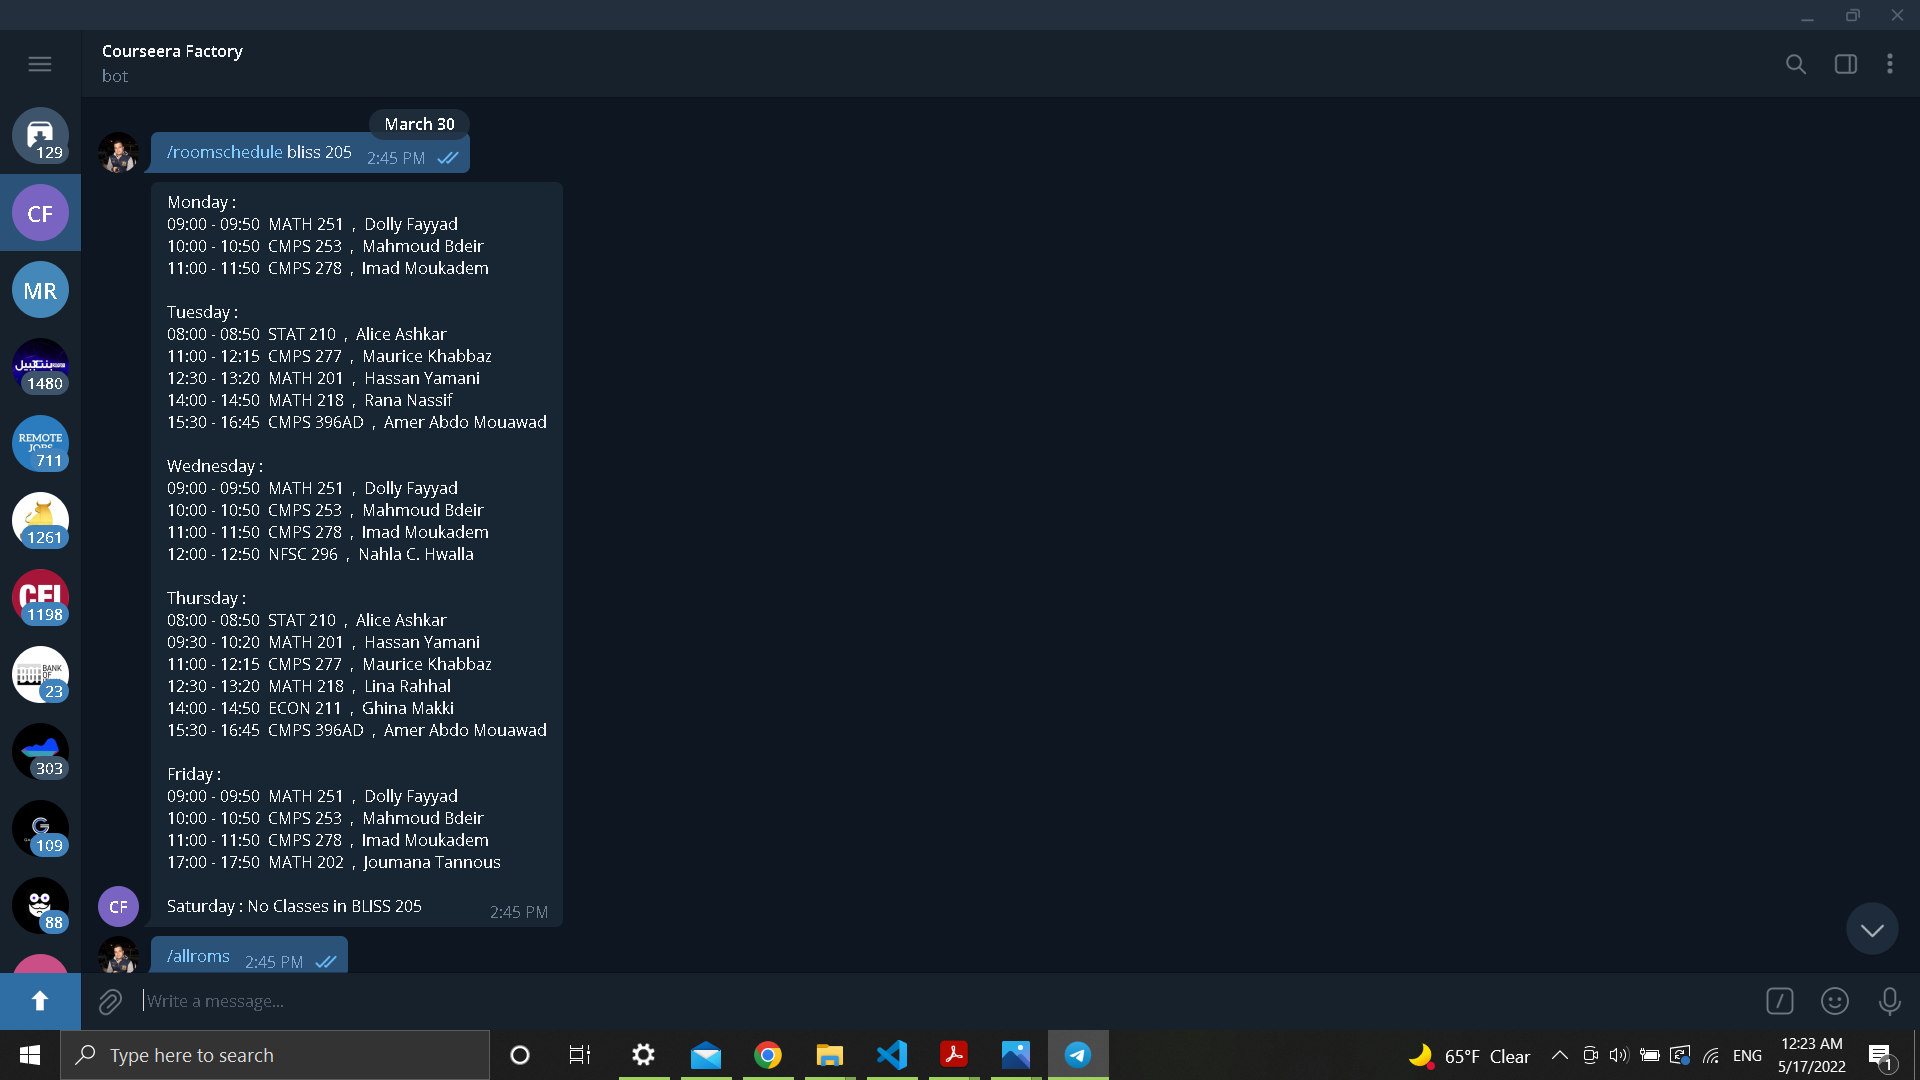 Courseera Factory
bot
March 30
/roomschedule bliss 205 2:45 PM
Monday :
09:00 - 09:50 MATH 251 , Dolly Fayyad
10:00 - 10:50 CMPS 253 , Mahmoud Bdeir
11:00 - 11:50 CMPS 278 , Imad Moukadem
Tuesday :
08:00 - 08:50 STAT 210 , Alice Ashkar
11:00 - 12:15 CMPS 277 , Maurice Khabbaz
12:30 - 13:20 MATH 201 , Hassan Yamani
14:00 - 14:50 MATH 218 , Rana Nassif
15:30 - 16:45 CMPS 396AD , Amer Abdo Mouawad
Wednesday :
09:00 - 09:50 MATH 251 , Dolly Fayyad
10:00 - 10:50 CMPS 253 , Mahmoud Bdeir
11:00 - 11:50 CMPS 278 , Imad Moukadem
12:00 - 12:50 NFSC 296 , Nahla C. Hwalla
Thursday :
08:00 - 08:50 STAT 210 , Alice Ashkar
09:30 - 10:20 MATH 201 , Hassan Yamani
11:00 - 12:15 CMPS 277 , Maurice Khabbaz
12:30 - 13:20 MATH 218 , Lina Rahhal
14:00 - 14:50 ECON 211 , Ghina Makki
15:30 - 16:45 CMPS 396AD , Amer Abdo Mouawad
Friday :
09:00 - 09:50 MATH 251 , Dolly Fayyad
10:00 - 10:50 CMPS 253 , Mahmoud Bdeir
11:00 - 11:50 CMPS 278 , Imad Moukadem
17:00 - 17:50 MATH 202 , Joumana Tannous
Saturday : No Classes in BLISS 205
2:45 PM
CF
/allroms 2:45 PM
Write a message...
129
CF
MR
1480
REMOTE
JOBS
711
1261
CFI
1198
BANK
OF
23
303
G
109
88
Type here to search
65°F Clear
ENG
12:23 AM
5/17/2022
1